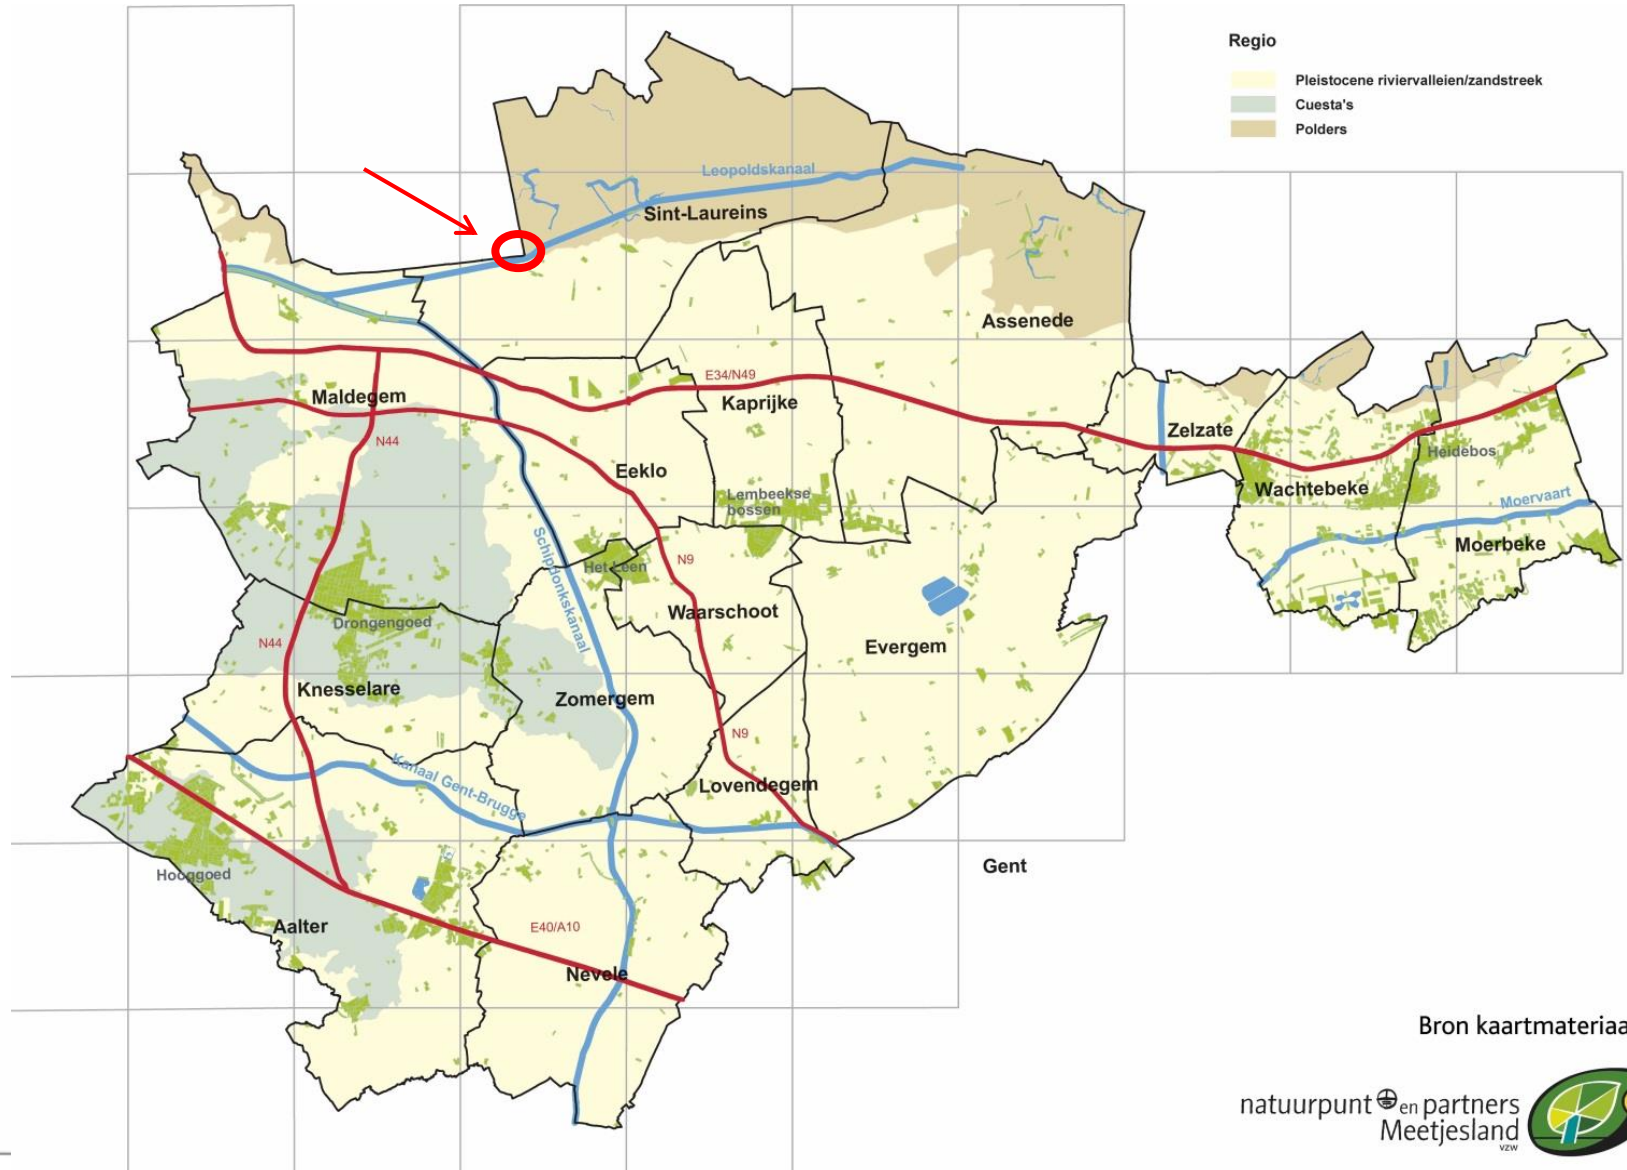 Regio
Pleistocene riviervalleien/zandstreek
Cuesta's
Polders
Leopoldskanaal
Sint-Laureins
Assenede
E34/N49
Maldegem
Kaprijke
Zelzate
N44
Heidebos
Eeklo
Wachtebeke
Lembeekse
bossen
Moervaart
Schipdonkskanaal
Moerbeke
Het Leen
N9
Waarschoot
Drongengoed
N44
Evergem
Knesselare
Zomergem
N9
Kanaal Gent-Brugge
Lovendegem
Gent
Hooggoed
Aalter
E40/A10
Nevele
Bron kaartmateriaa
natuurpunt en partners
Meetjesland
vzw